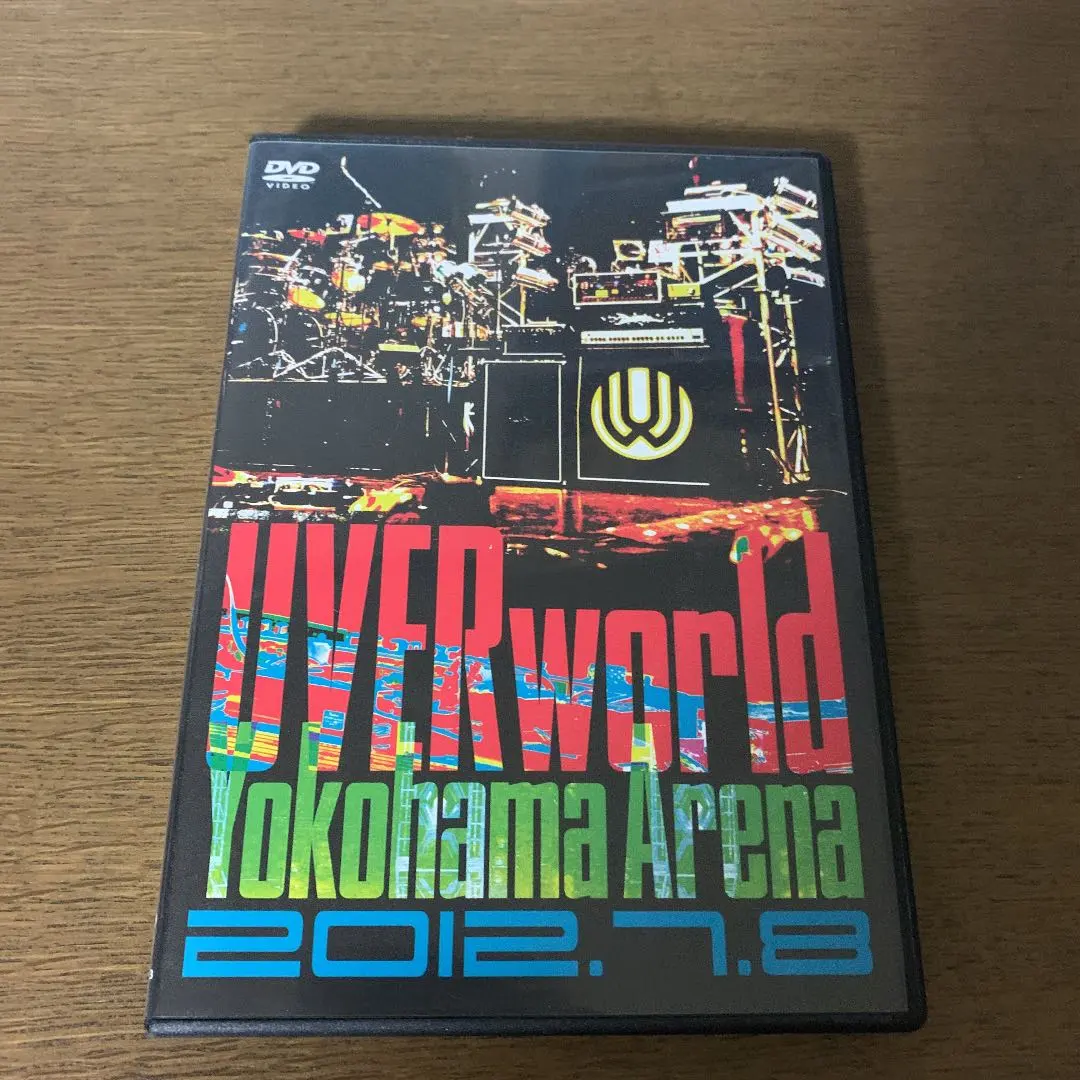 DVD
VIDEO
UVERworld
Yokohama Arena
2012.7.8